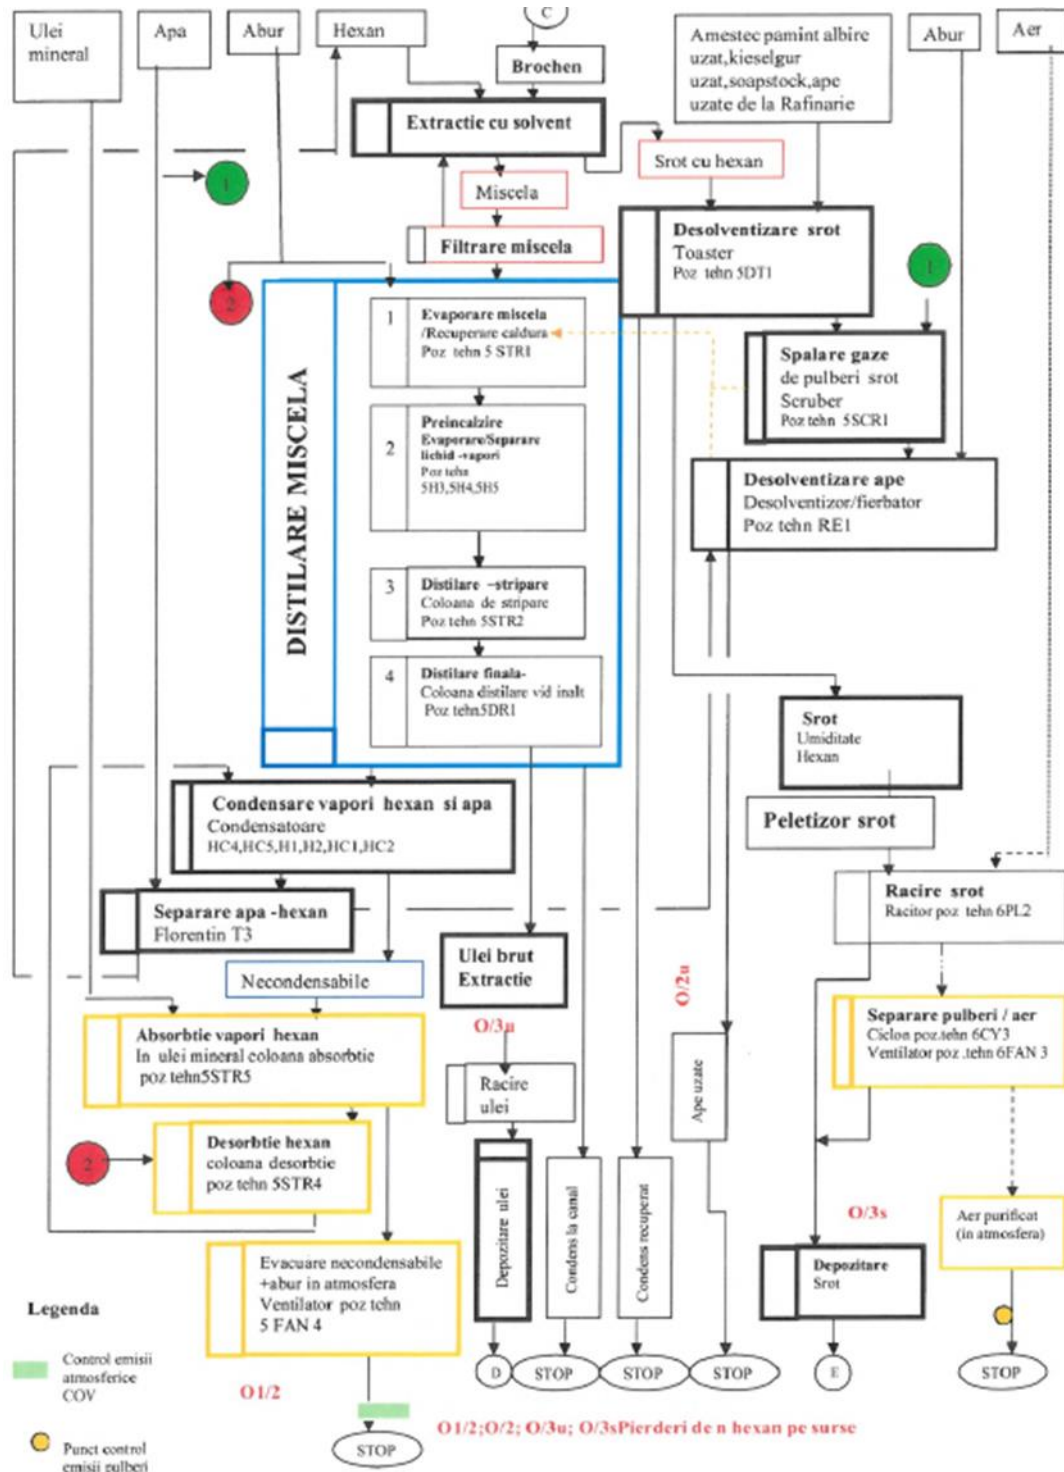 Ulei
mineral
Apa
Abur
Hexan
C
Brochen
Amestec pamint albire
uzat,kieselgur
uzat,soapstock,ape
uzate de la Rafinarie
Abur
Aer
Extractie cu solvent
Srot cu hexan
1
Miscela
Filtrare miscela
Desolventizare srot
Toaster
Poz tehn 5DT1
1
2
DISTILARE MISCELA
1
Evaporare miscela
/Recuperare caldura
Poz tehn 5 STR1
Spalare gaze
de pulberi srot
Scruber
Poz tehn 5SCR1
2
Preincalzire
Evaporare/Separare
lichid -vapori
Poz tehn
5H3,5H4,5H5
Desolventizare ape
Desolventizor/fierbator
Poz tehn RE1
3
Distilare –stripare
Coloana de stripare
Poz tehn 5STR2
4
Distilare finala-
Coloana distilare vid inalt
Poz tehn5DR1
Srot
Umiditate
Hexan
Condensare vapori hexan si apa
Condensatoare
HC4,HC5,H1,H2,HC1,HC2
Peletizor srot
Separare apa -hexan
Florentin T3
Racire srot
Racitor poz tehn 6PL2
Ulei brut
Extractie
Necondensabile
O/2u
O/3u
Absorbtie vapori hexan
In ulei mineral coloana absorbtie
poz tehn5STR5
Separare pulberi / aer
Ciclon poz.tehn 6CY3
Ventilator poz .tehn 6FAN 3
Racire
ulei
Ape uzate
2
Desorbtie hexan
coloana desorbtie
poz tehn 5STR4
Depozitare ulei
Condens la canal
Condens recuperat
O/3s
Aer purificat
(in atmosfera)
Evacuare necondensabile
+abur in atmosfera
Ventilator poz tehn
5 FAN 4
Depozitare
Srot
Legenda
Control emisii
atmosferice
COV
O1/2
D
STOP
STOP
STOP
E
STOP
O1/2;O/2; O/3u; O/3sPierderi de n hexan pe surse
STOP
Punct control
emisii pulberi